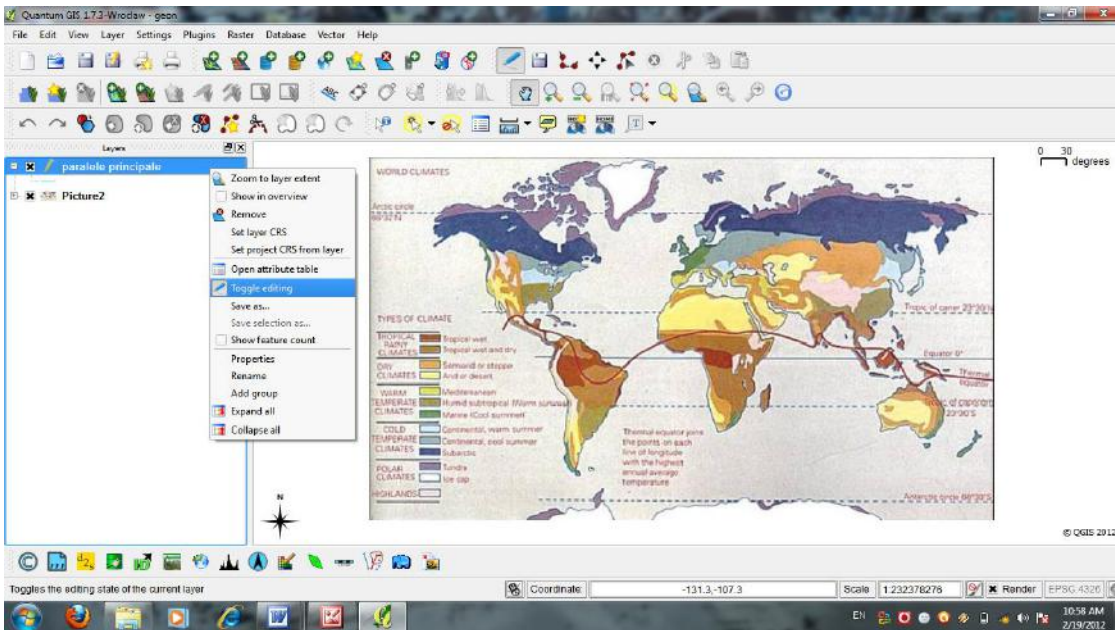 Quantum GIS 1.7.3-Wroclaw - geon
File Edit View Layer Settings Plugins Raster Database Vector Help
Layers
paralele principale
Picture2
Zoom to layer extent
Show in overview
Remove
Set layer CRS
Set project CRS from layer
Open attribute table
Toggle editing
Save as...
Save selection as...
Show feature count
Properties
Rename
Add group
Expand all
Collapse all
0 30
degrees
WORLD CLIMATES
Arctic circle
Tropic of cancer
Equator 0°
Thermal
equator
Tropic of capricorn
Antarctic circle
TYPES OF CLIMATE
TROPICAL
RAINY
CLIMATES
Tropical wet
Tropical wet and dry
DRY
CLIMATES
Semiarid or steppe
Arid or desert
WARM
TEMPERATE
CLIMATES
Mediterranean
Humid subtropical (Warm summer)
Marine (Cool summer)
COLD
TEMPERATE
CLIMATES
Continental, warm summer
Continental, cool summer
Subarctic
POLAR
CLIMATES
Tundra
Ice cap
HIGHLANDS
Thermal equator joins
the points on each
line of longitude
with the highest
annual average
temperature
N
© QGIS 2012
Toggles the editing state of the current layer
Coordinate: -131.3,-107.3
Scale 1:232378276
Render
EPSG:4326
EN
10:58 AM
2/19/2012